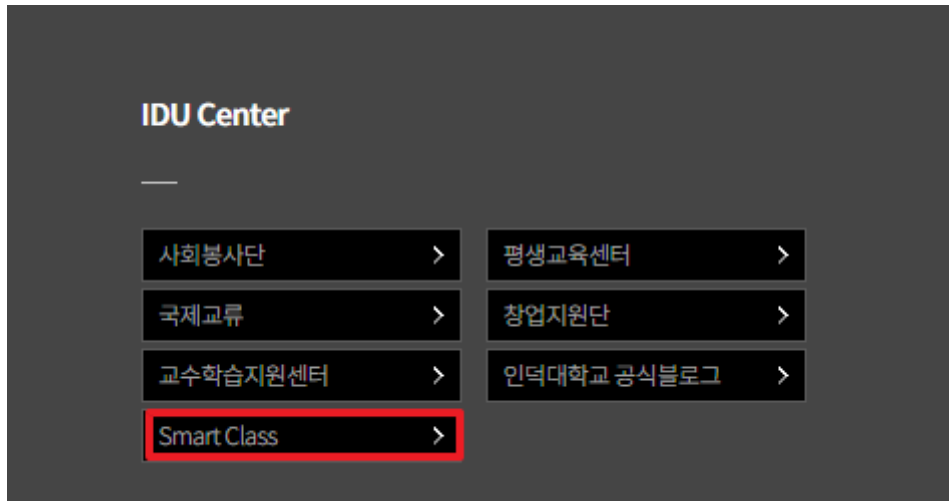 IDU Center
사회봉사단
평생교육센터
국제교류
창업지원단
교수학습지원센터
인덕대학교 공식블로그
Smart Class